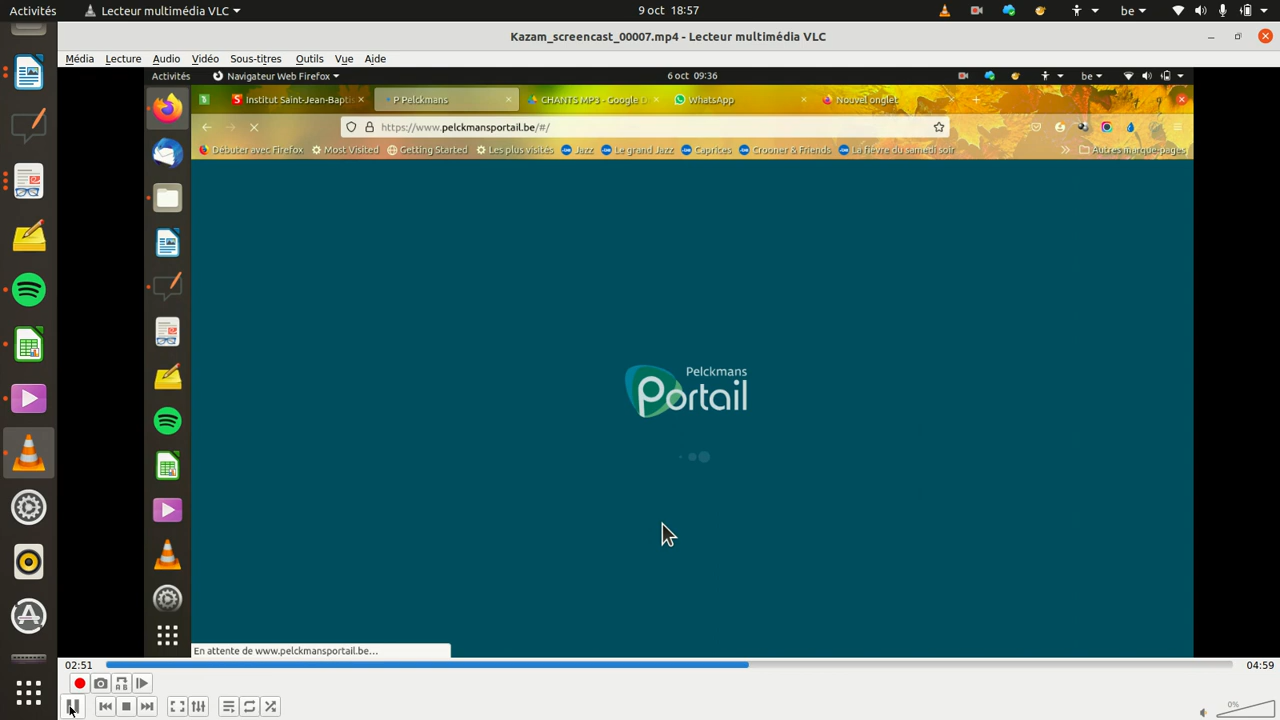 Activités Lecteur multimédia VLC 9 oct 18:57 be
Kazam_screencast_00007.mp4 - Lecteur multimédia VLC
Média Lecture Audio Vidéo Sous-titres Outils Vue Aide
Activités Navigateur Web Firefox 6 oct 09:36 be
Institut Saint-Jean-Baptis P Pelckmans CHANTS MP3 - Google D WhatsApp Nouvel onglet
https://www.pelckmansportail.be/#/
Débuter avec Firefox Most Visited Getting Started Les plus visités Jazz Le grand Jazz Caprices Crooner & Friends La fièvre du samedi soir Autres marque-pages
Pelckmans
Portail
En attente de www.pelckmansportail.be...
02:51 04:59
0%